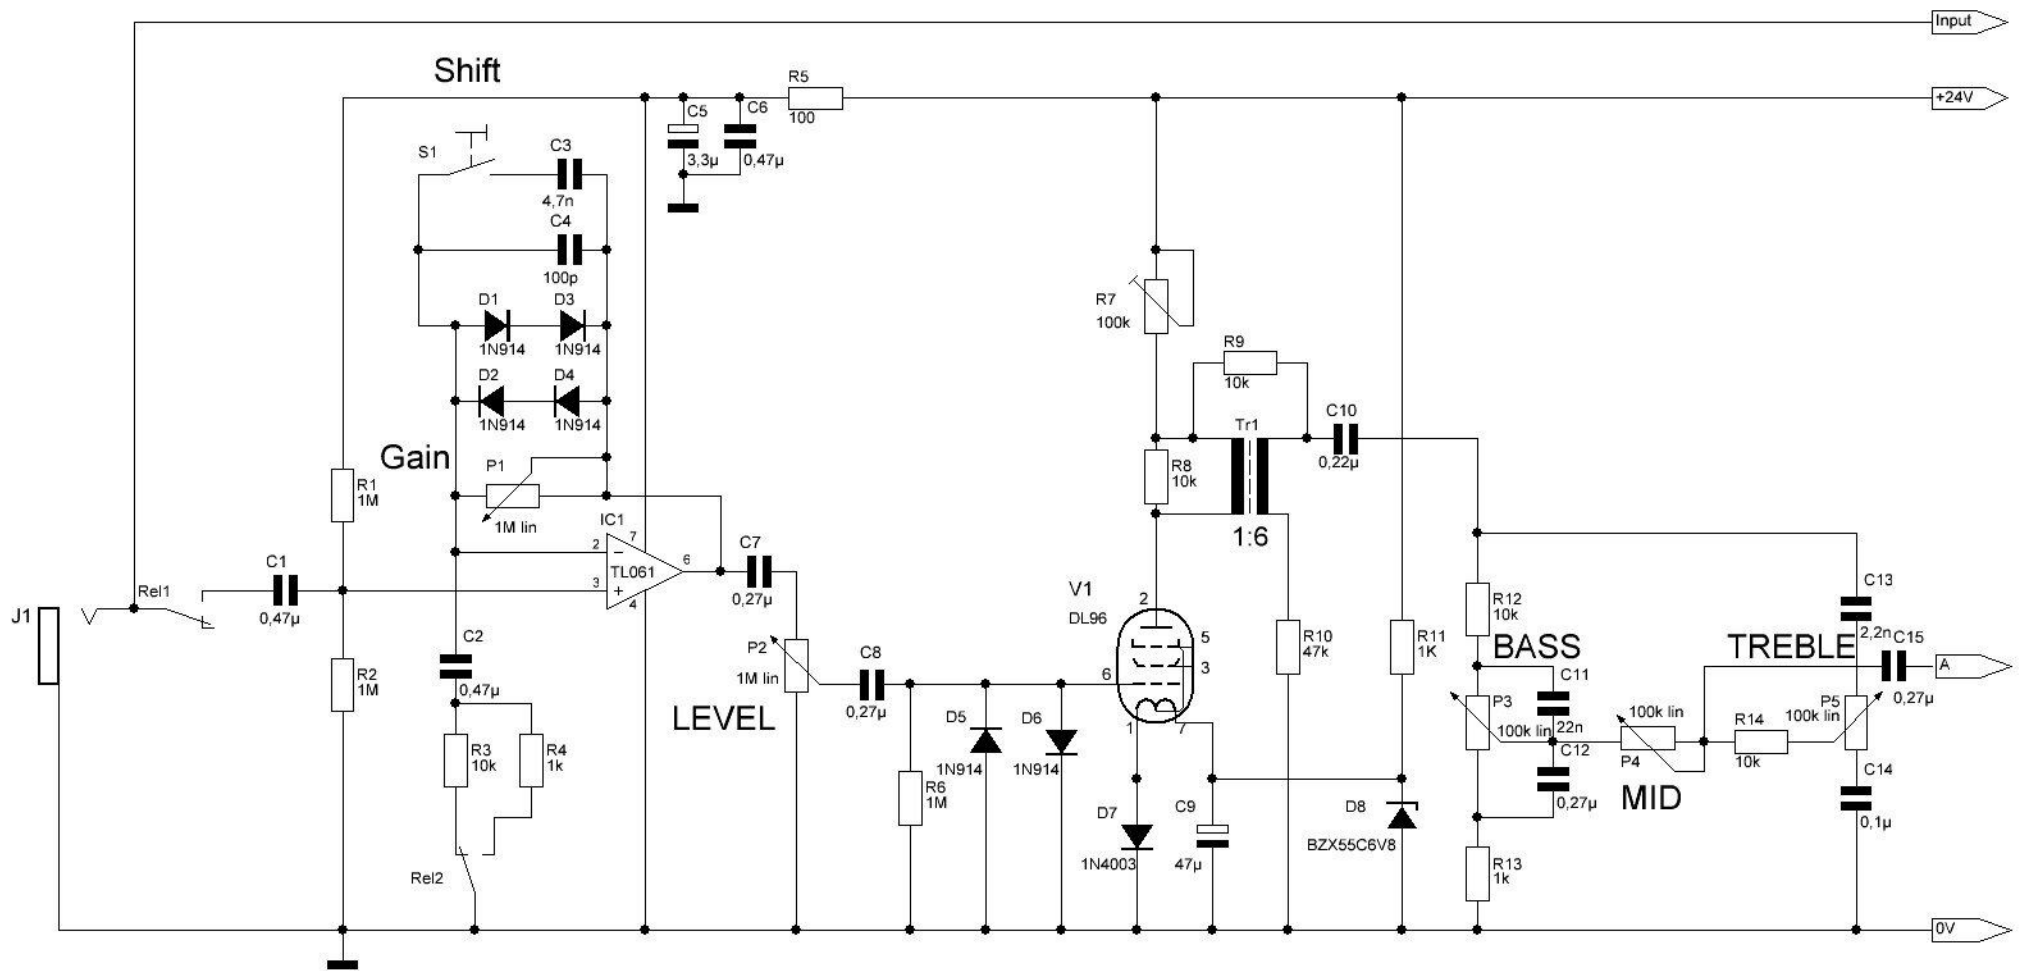 Input
Shift
R5
+24V
C5
C6
100
S1
C3
3,3µ
0,47µ
4,7n
C4
100p
D1
D3
R7
100k
1N914
1N914
R9
D2
D4
10k
C10
1N914
1N914
Tr1
Gain
P1
R8
10k
0,22µ
R1
1M
1M lin
IC1
7
2
−
6
C7
1:6
TL061
C1
3
+
4
V1
2
C13
Rel1
0,27µ
DL96
R12
10k
J1
0,47µ
5
R10
47k
R11
1K
2,2n
C15
C2
P2
C8
3
BASS
TREBLE
A
R2
1M
1M lin
6
C11
0,47µ
0,27µ
P3
P5
0,27µ
LEVEL
D5
D6
1
7
100k lin
22n
100k lin
R14
100k lin
R3
10k
R4
1k
1N914
1N914
C12
P4
10k
C14
R6
1M
D7
C9
D8
0,27µ
MID
0,1µ
1N4003
47µ
BZX55C6V8
R13
1k
Rel2
0V